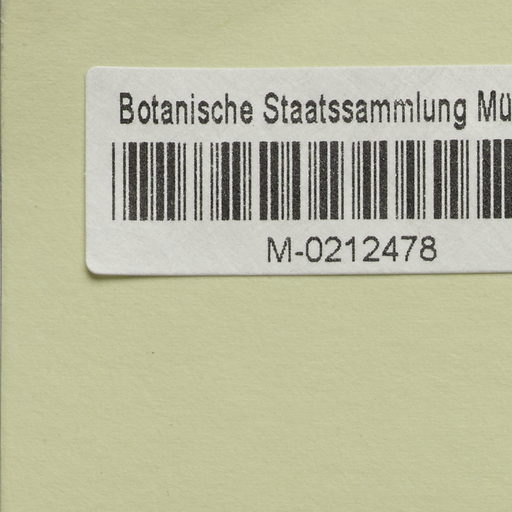 Botanische Staatssammlung Mü
M-0212478